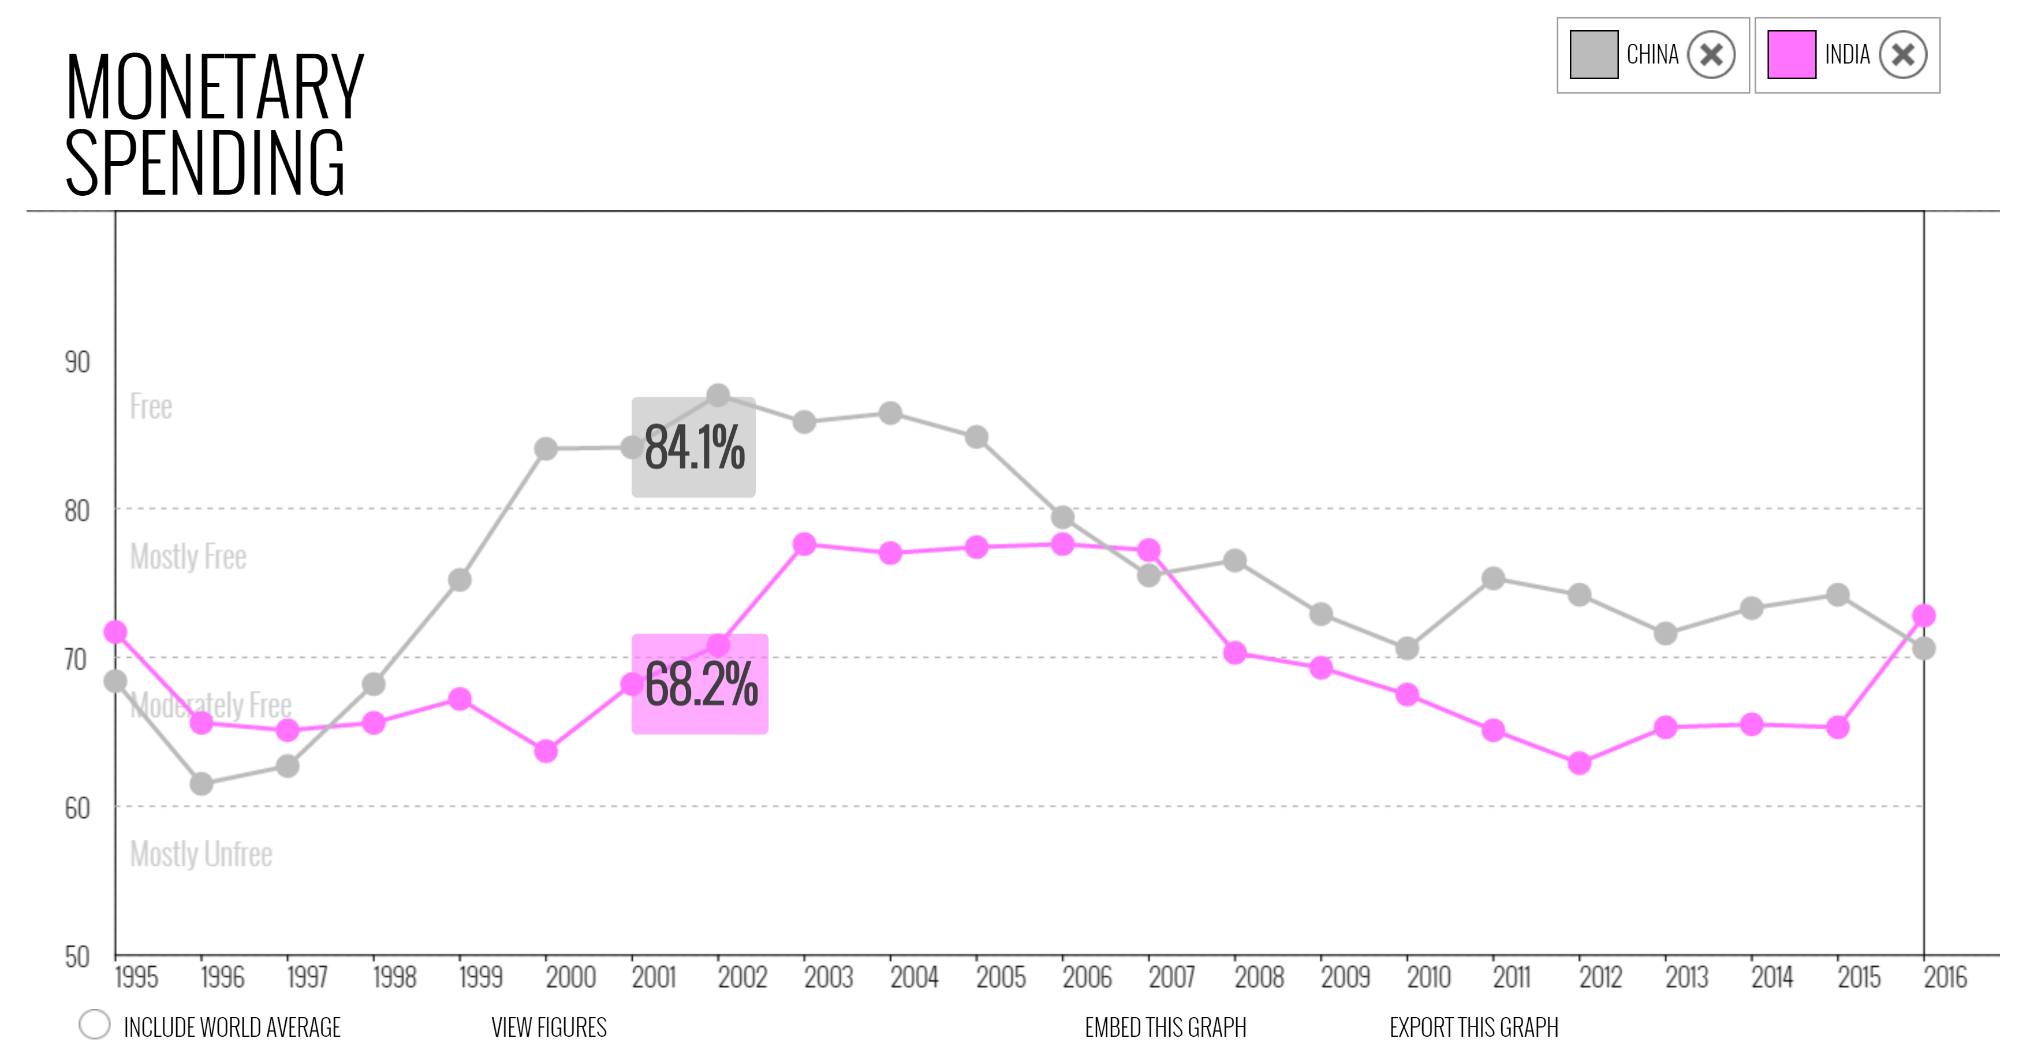 CHINA
INDIA
MONETARY
SPENDING
90
Free
84.1%
80
Mostly Free
70
68.2%
Moderately Free
60
Mostly Unfree
50
1995 1996 1997 1998 1999 2000 2001 2002 2003 2004 2005 2006 2007 2008 2009 2010 2011 2012 2013 2014 2015 2016
INCLUDE WORLD AVERAGE VIEW FIGURES EMBED THIS GRAPH EXPORT THIS GRAPH